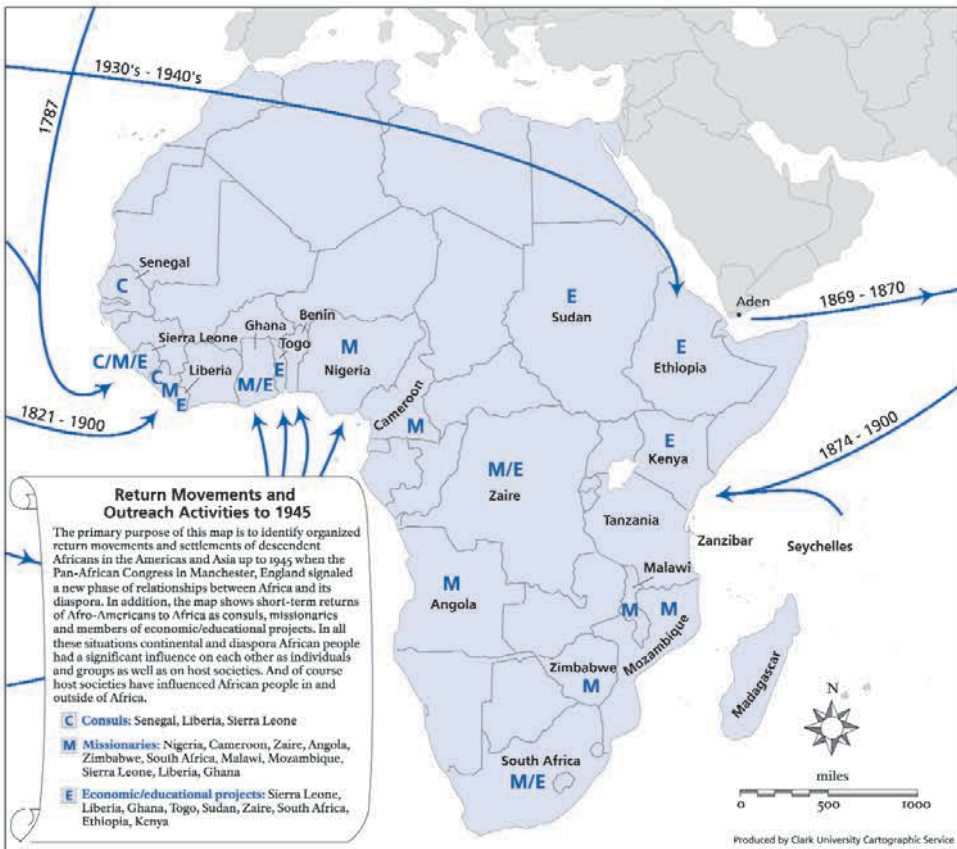 1930's - 1940's
1787
Senegal
C
Aden
1869 - 1870
E
Sudan
Benin
Ghana
Togo
Sierra Leone
M
Nigeria
E
Ethiopia
C/M/E
C
M
E
Liberia
M/E
E
Cameroon
M
1821 - 1900
E
Kenya
1874 - 1900
M/E
Zaire
Tanzania
Zanzibar
Seychelles
Malawi
M
Angola
M
M
Mozambique
Zimbabwe
M
Madagascar
South Africa
M/E
N
miles
0 500 1000
Return Movements and
Outreach Activities to 1945
The primary purpose of this map is to identify organized
return movements and settlements of descendent
Africans in the Americas and Asia up to 1945 when the
Pan-African Congress in Manchester, England signaled
a new phase of relationships between Africa and its
diaspora. In addition, the map shows short-term returns
of Afro-Americans to Africa as consuls, missionaries
and members of economic/educational projects. In all
these situations continental and diaspora African people
had a significant influence on each other as individuals
and groups as well as on host societies. And of course
host societies have influenced African people in and
outside of Africa.
C Consuls: Senegal, Liberia, Sierra Leone
M Missionaries: Nigeria, Cameroon, Zaire, Angola,
Zimbabwe, South Africa, Malawi, Mozambique,
Sierra Leone, Liberia, Ghana
E Economic/educational projects: Sierra Leone,
Liberia, Ghana, Togo, Sudan, Zaire, South Africa,
Ethiopia, Kenya
Produced by Clark University Cartographic Service